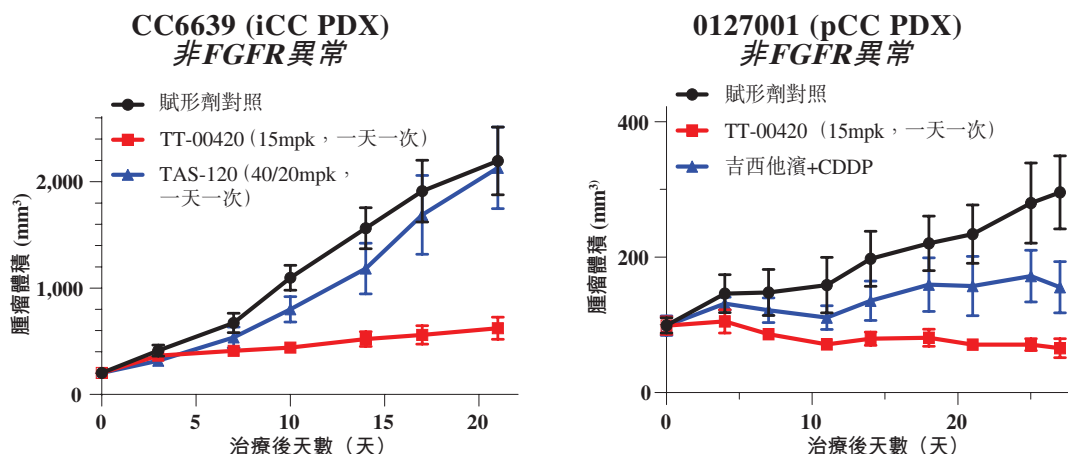 CC6639 (iCC PDX)
非FGFR異常
賦形劑對照
TT-00420 (15mpk，一天一次)
TAS-120 (40/20mpk，
一天一次)
2,000
1,000
0
腫瘤體積 (mm³)
0 5 10 15 20
治療後天數（天）
0127001 (pCC PDX)
非FGFR異常
賦形劑對照
TT-00420 （15mpk，一天一次）
吉西他濱+CDDP
400
200
0
腫瘤體積 (mm³)
0 10 20
治療後天數（天）